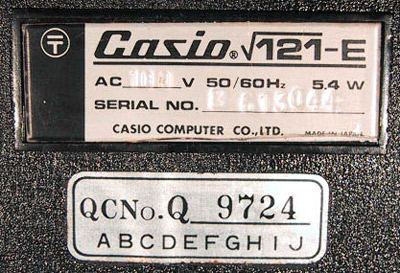 〒 Casio® √121-E
AC 100 V 50/60Hz 5.4 W
SERIAL NO.
CASIO COMPUTER CO.,LTD. MADE IN JAPAN
QCNo. Q 9724
ABCDEFGHIJ